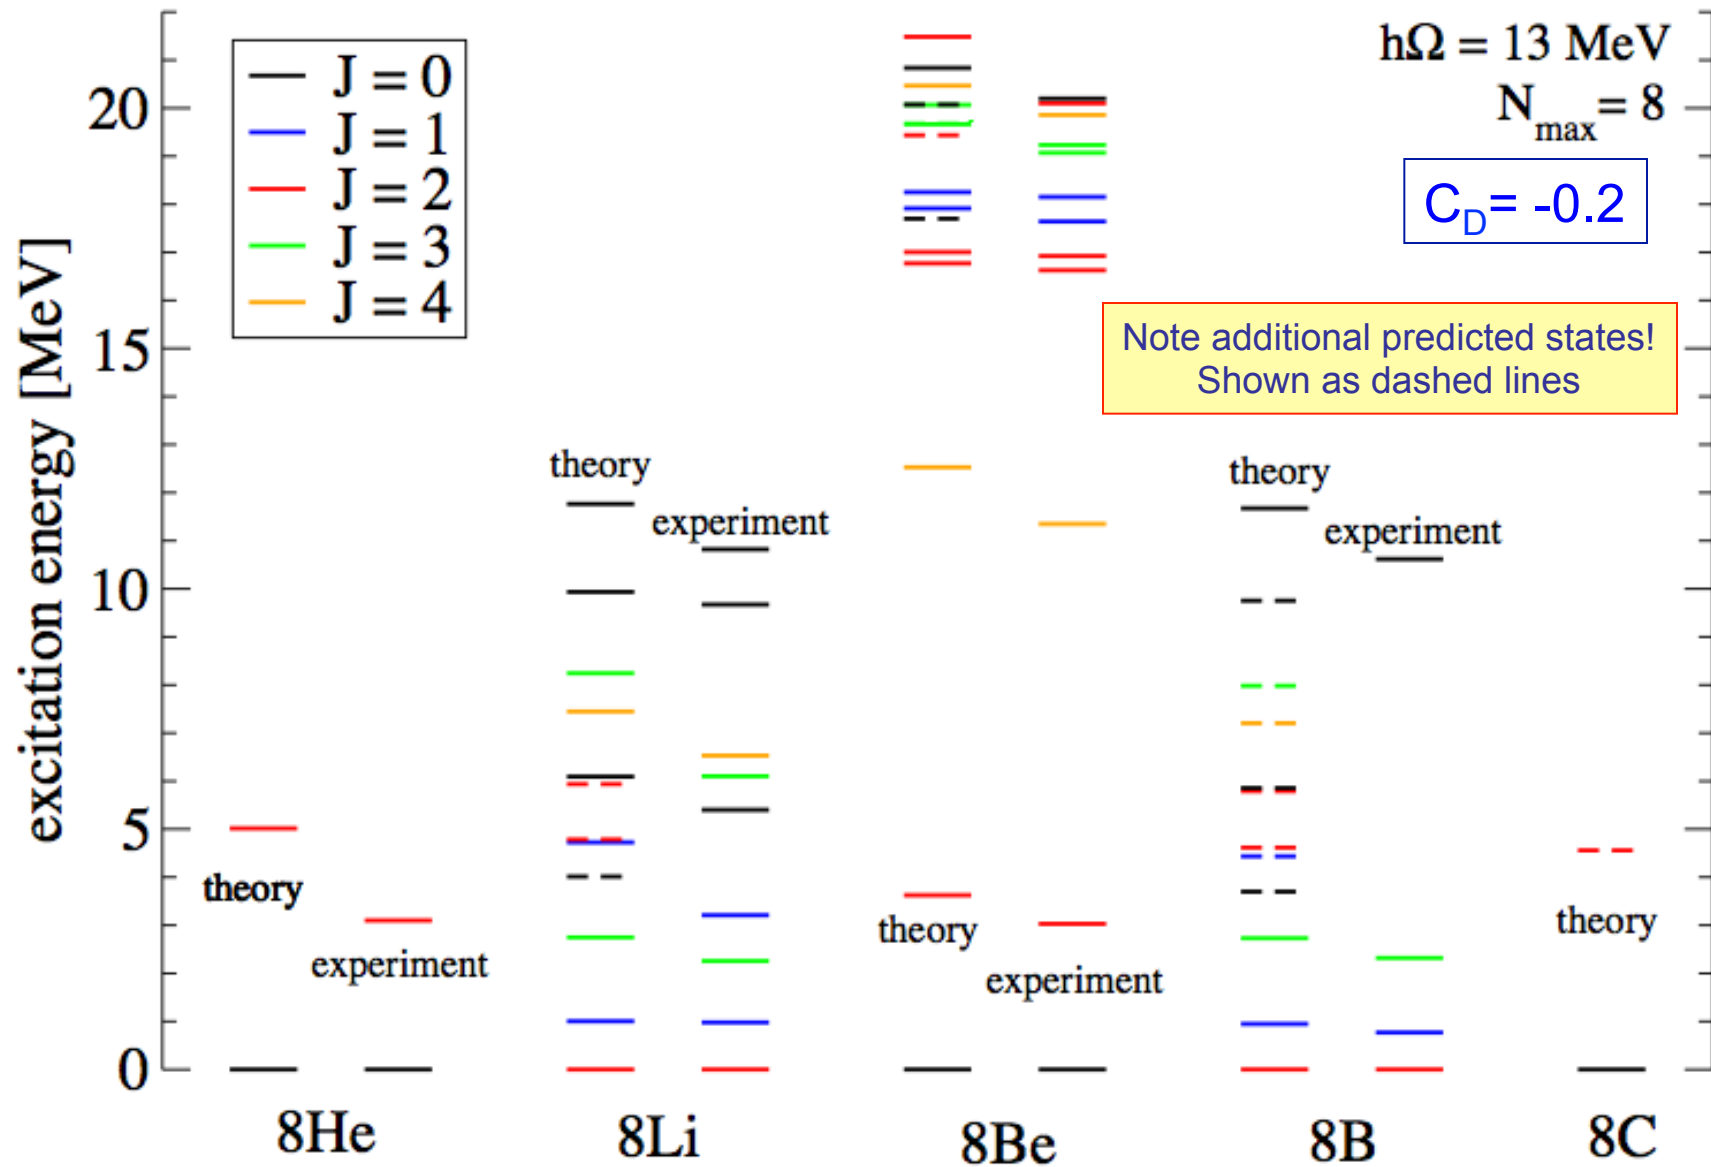 excitation energy [MeV]
20
15
10
5
0
J = 0
J = 1
J = 2
J = 3
J = 4
hΩ = 13 MeV
Nmax= 8
CD= -0.2
Note additional predicted states!
Shown as dashed lines
theory
experiment
theory
experiment
theory
experiment
theory
experiment
theory
8He
8Li
8Be
8B
8C